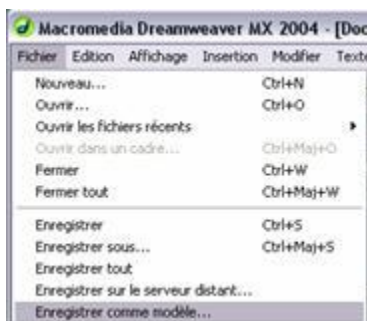 Macromedia Dreamweaver MX 2004 - [Doc
Fichier Edition Affichage Insertion Modifier Texte
Nouveau... Ctrl+N
Ouvrir... Ctrl+O
Ouvrir les fichiers récents
Ouvrir dans un cadre... Ctrl+Maj+O
Fermer Ctrl+W
Fermer tout Ctrl+Maj+W
Enregistrer Ctrl+S
Enregistrer sous... Ctrl+Maj+S
Enregistrer tout
Enregistrer sur le serveur distant...
Enregistrer comme modèle...